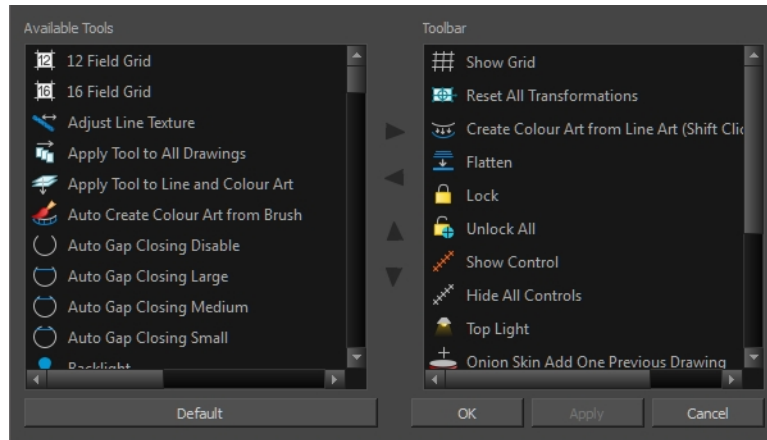 Available Tools
12 12 Field Grid
16 16 Field Grid
Adjust Line Texture
Apply Tool to All Drawings
Apply Tool to Line and Colour Art
Auto Create Colour Art from Brush
Auto Gap Closing Disable
Auto Gap Closing Large
Auto Gap Closing Medium
Auto Gap Closing Small
Backlight
Default
Toolbar
Show Grid
Reset All Transformations
Create Colour Art from Line Art (Shift Clic
Flatten
Lock
Unlock All
Show Control
Hide All Controls
Top Light
Onion Skin Add One Previous Drawing
OK Apply Cancel